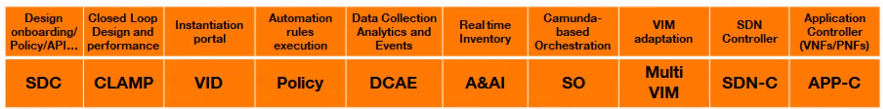 Design
onboarding/
Policy/API...
Closed Loop
Design and
performance
Instantiation
portal
Automation
rules
execution
Data Collection
Analytics and
Events
Real time
Inventory
Camunda-
based
Orchestration
VIM
adaptation
SDN
Controller
Application
Controller
(VNFs/PNFs)
SDC
CLAMP
VID
Policy
DCAE
A&AI
SO
Multi
VIM
SDN-C
APP-C